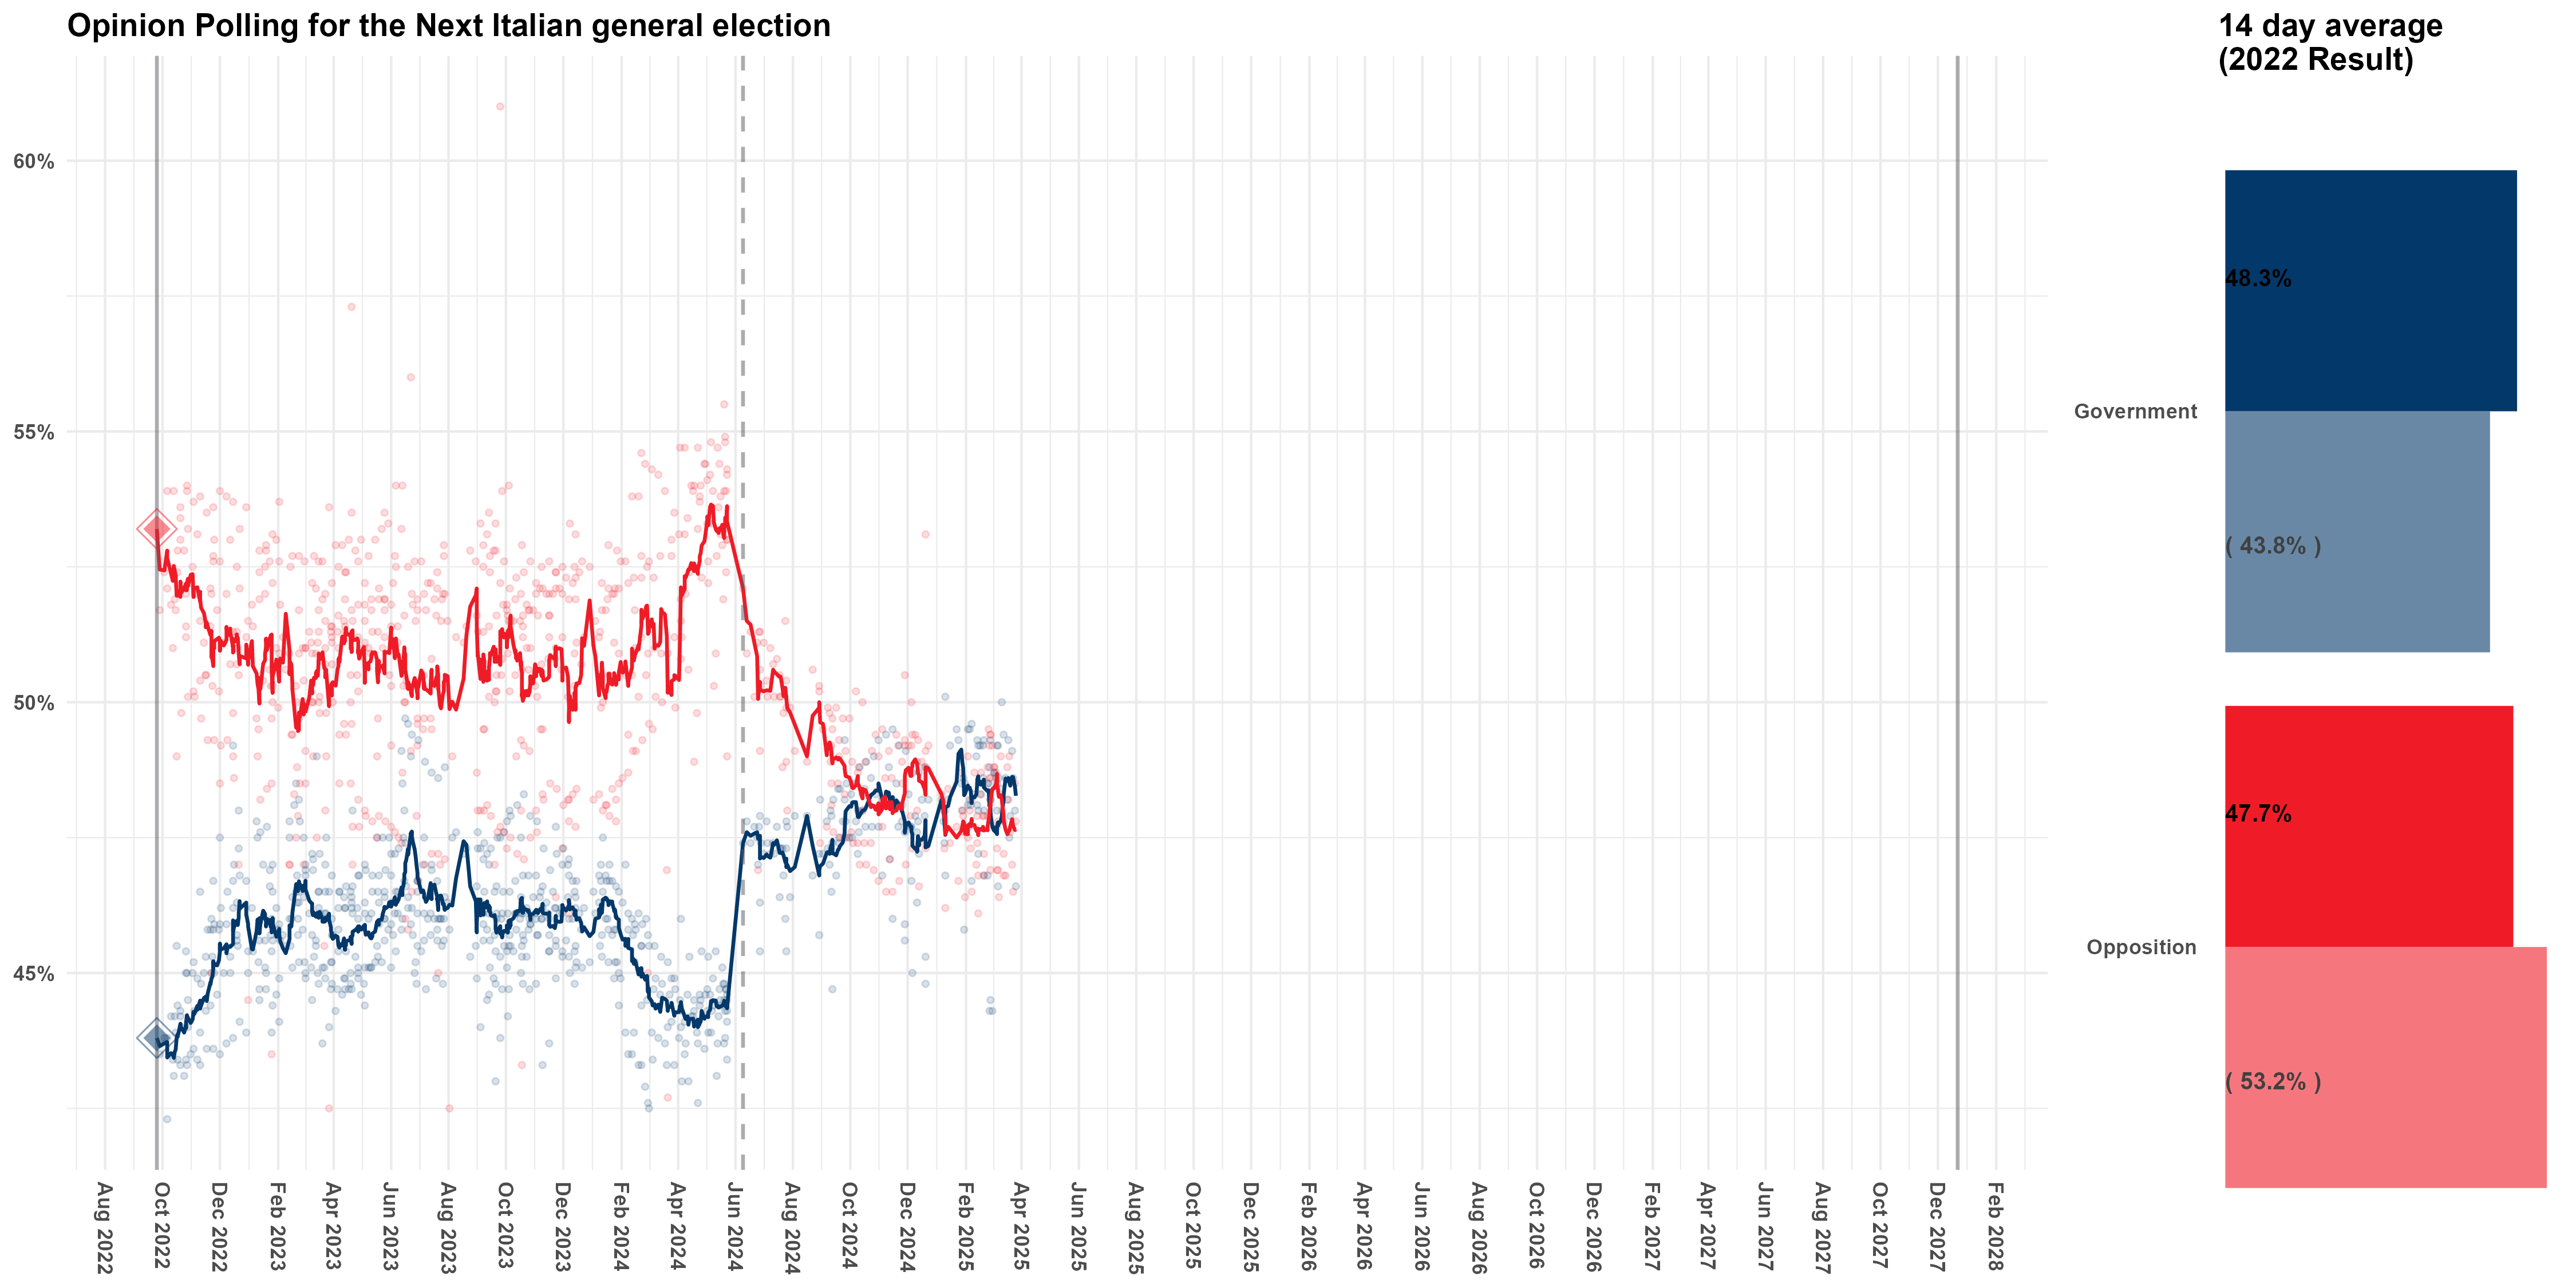 Opinion Polling for the Next Italian general election
14 day average
(2022 Result)
60%
55%
50%
45%
Aug 2022
Oct 2022
Dec 2022
Feb 2023
Apr 2023
Jun 2023
Aug 2023
Oct 2023
Dec 2023
Feb 2024
Apr 2024
Jun 2024
Aug 2024
Oct 2024
Dec 2024
Feb 2025
Apr 2025
Jun 2025
Aug 2025
Oct 2025
Dec 2025
Feb 2026
Apr 2026
Jun 2026
Aug 2026
Oct 2026
Dec 2026
Feb 2027
Apr 2027
Jun 2027
Aug 2027
Oct 2027
Dec 2027
Feb 2028
Government
48.3%
( 43.8% )
Opposition
47.7%
( 53.2% )